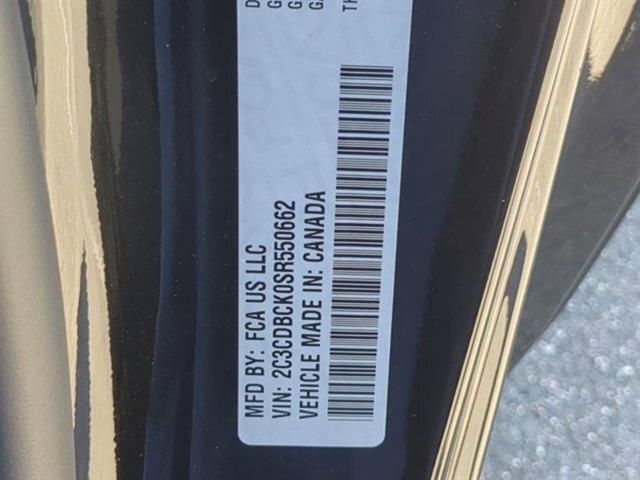 MFD BY: FCA US LLC
VIN: 2C3CDBCK0SR550662
VEHICLE MADE IN: CANADA